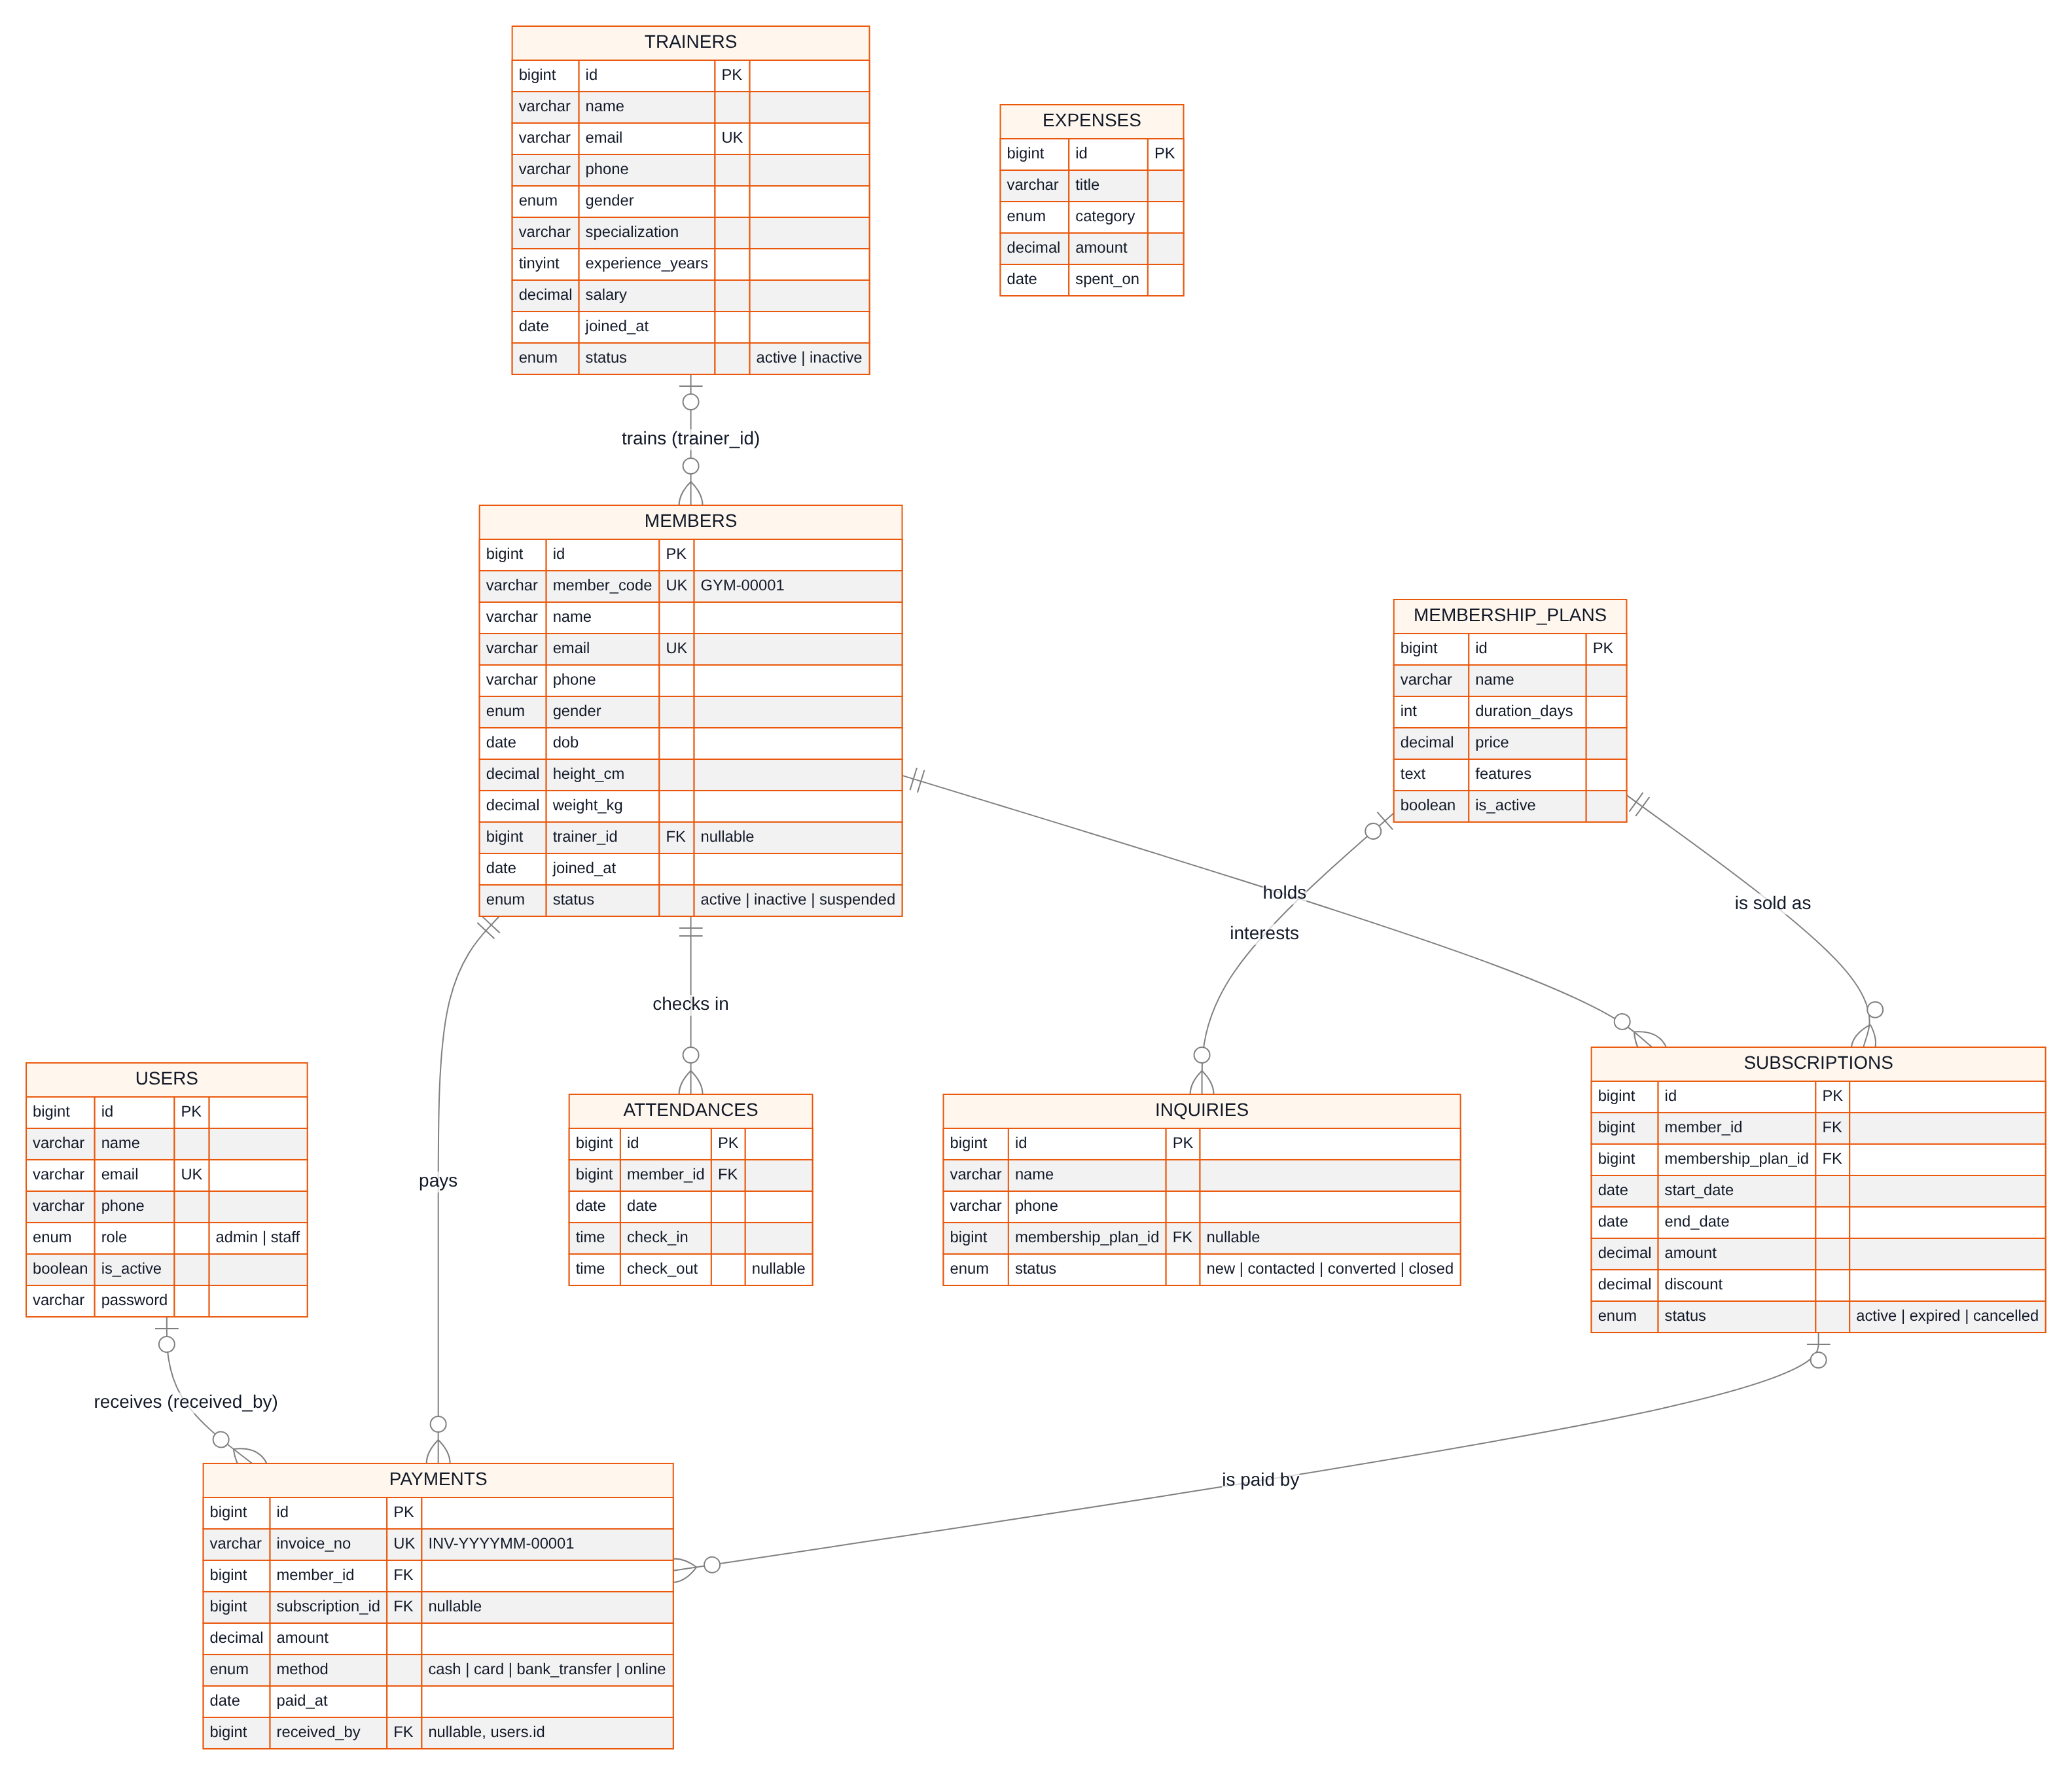 TRAINERS
bigint id PK
varchar name
varchar email UK
varchar phone
enum gender
varchar specialization
tinyint experience_years
decimal salary
date joined_at
enum status active | inactive
EXPENSES
bigint id PK
varchar title
enum category
decimal amount
date spent_on
trains (trainer_id)
MEMBERS
bigint id PK
varchar member_code UK GYM-00001
varchar name
varchar email UK
varchar phone
enum gender
date dob
decimal height_cm
decimal weight_kg
bigint trainer_id FK nullable
date joined_at
enum status active | inactive | suspended
MEMBERSHIP_PLANS
bigint id PK
varchar name
int duration_days
decimal price
text features
boolean is_active
holds
is sold as
interests
checks in
pays
USERS
bigint id PK
varchar name
varchar email UK
varchar phone
enum role admin | staff
boolean is_active
varchar password
ATTENDANCES
bigint id PK
bigint member_id FK
date date
time check_in
time check_out nullable
INQUIRIES
bigint id PK
varchar name
varchar phone
bigint membership_plan_id FK nullable
enum status new | contacted | converted | closed
SUBSCRIPTIONS
bigint id PK
bigint member_id FK
bigint membership_plan_id FK
date start_date
date end_date
decimal amount
decimal discount
enum status active | expired | cancelled
receives (received_by)
is paid by
PAYMENTS
bigint id PK
varchar invoice_no UK INV-YYYYMM-00001
bigint member_id FK
bigint subscription_id FK nullable
decimal amount
enum method cash | card | bank_transfer | online
date paid_at
bigint received_by FK nullable, users.id